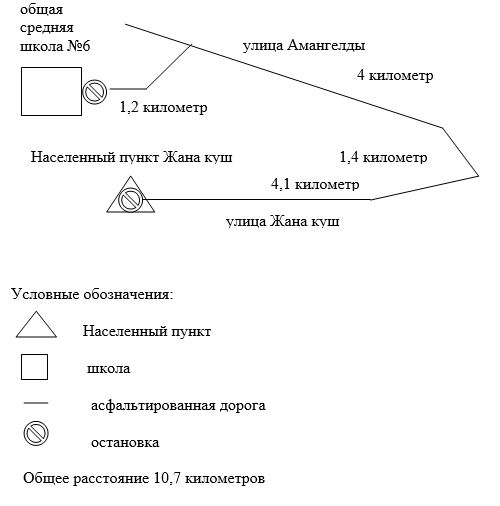 общая
средняя
школа №6
улица Амангелды
4 километр
1,2 километр
Населенный пункт Жана куш
1,4 километр
4,1 километр
улица Жана куш
Условные обозначения:
Населенный пункт
школа
асфальтированная дорога
остановка
Общее расстояние 10,7 километров